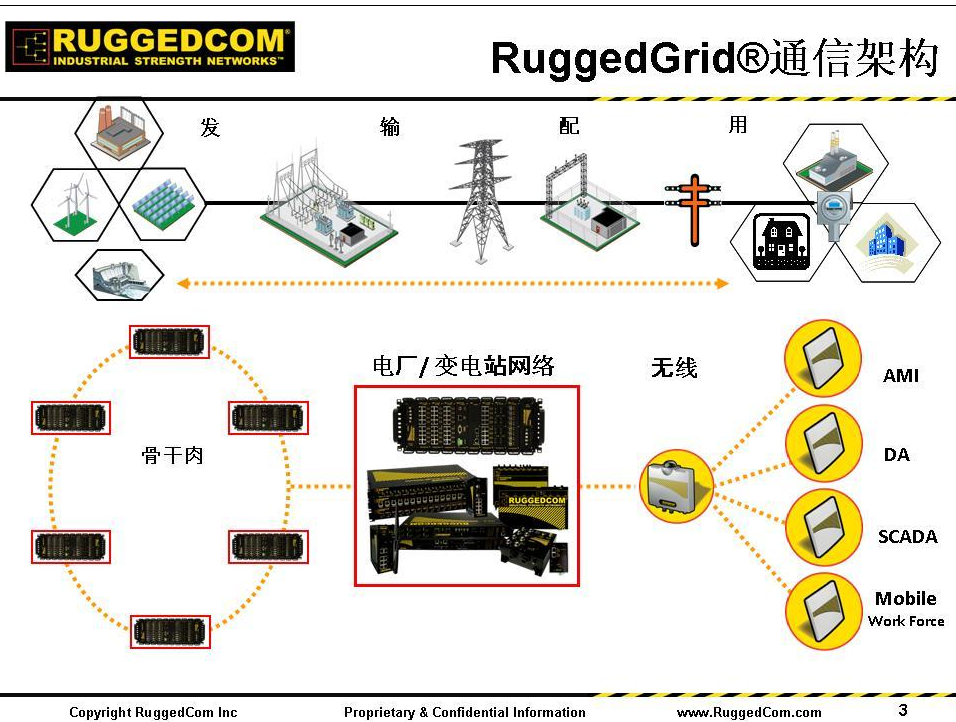 RUGGEDCOM®
INDUSTRIAL STRENGTH NETWORKS™
RuggedGrid®通信架构
发 输 配 用
电厂/ 变电站网络
无线
骨干肉
RUGGEDCOM
AMI
DA
SCADA
Mobile
Work Force
Copyright RuggedCom Inc Proprietary & Confidential Information www.RuggedCom.com 3